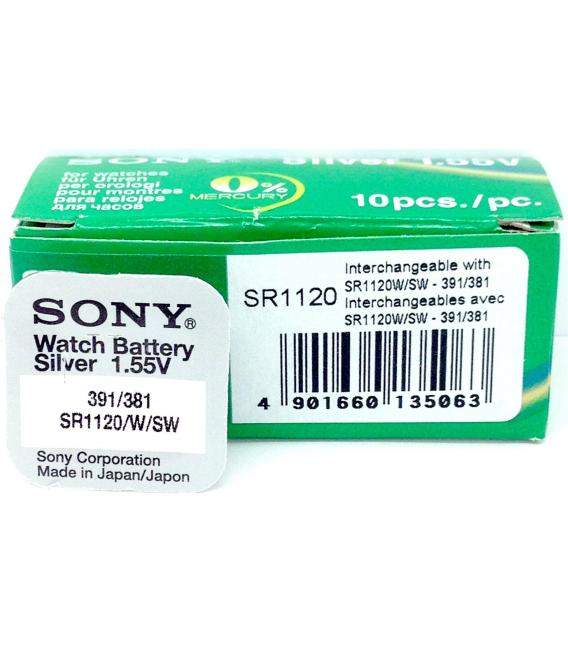 SONY Silver 1.55V
for watches
für Uhren
per orologi
pour montres
para relojes
для часов
0%
MERCURY
10pcs./pc.
SR1120
Interchangeable with
SR1120W/SW - 391/381
Interchangeables avec
SR1120W/SW - 391/381
4 901660 135063
SONY®
Watch Battery
Silver 1.55V
391/381
SR1120/W/SW
Sony Corporation
Made in Japan/Japon